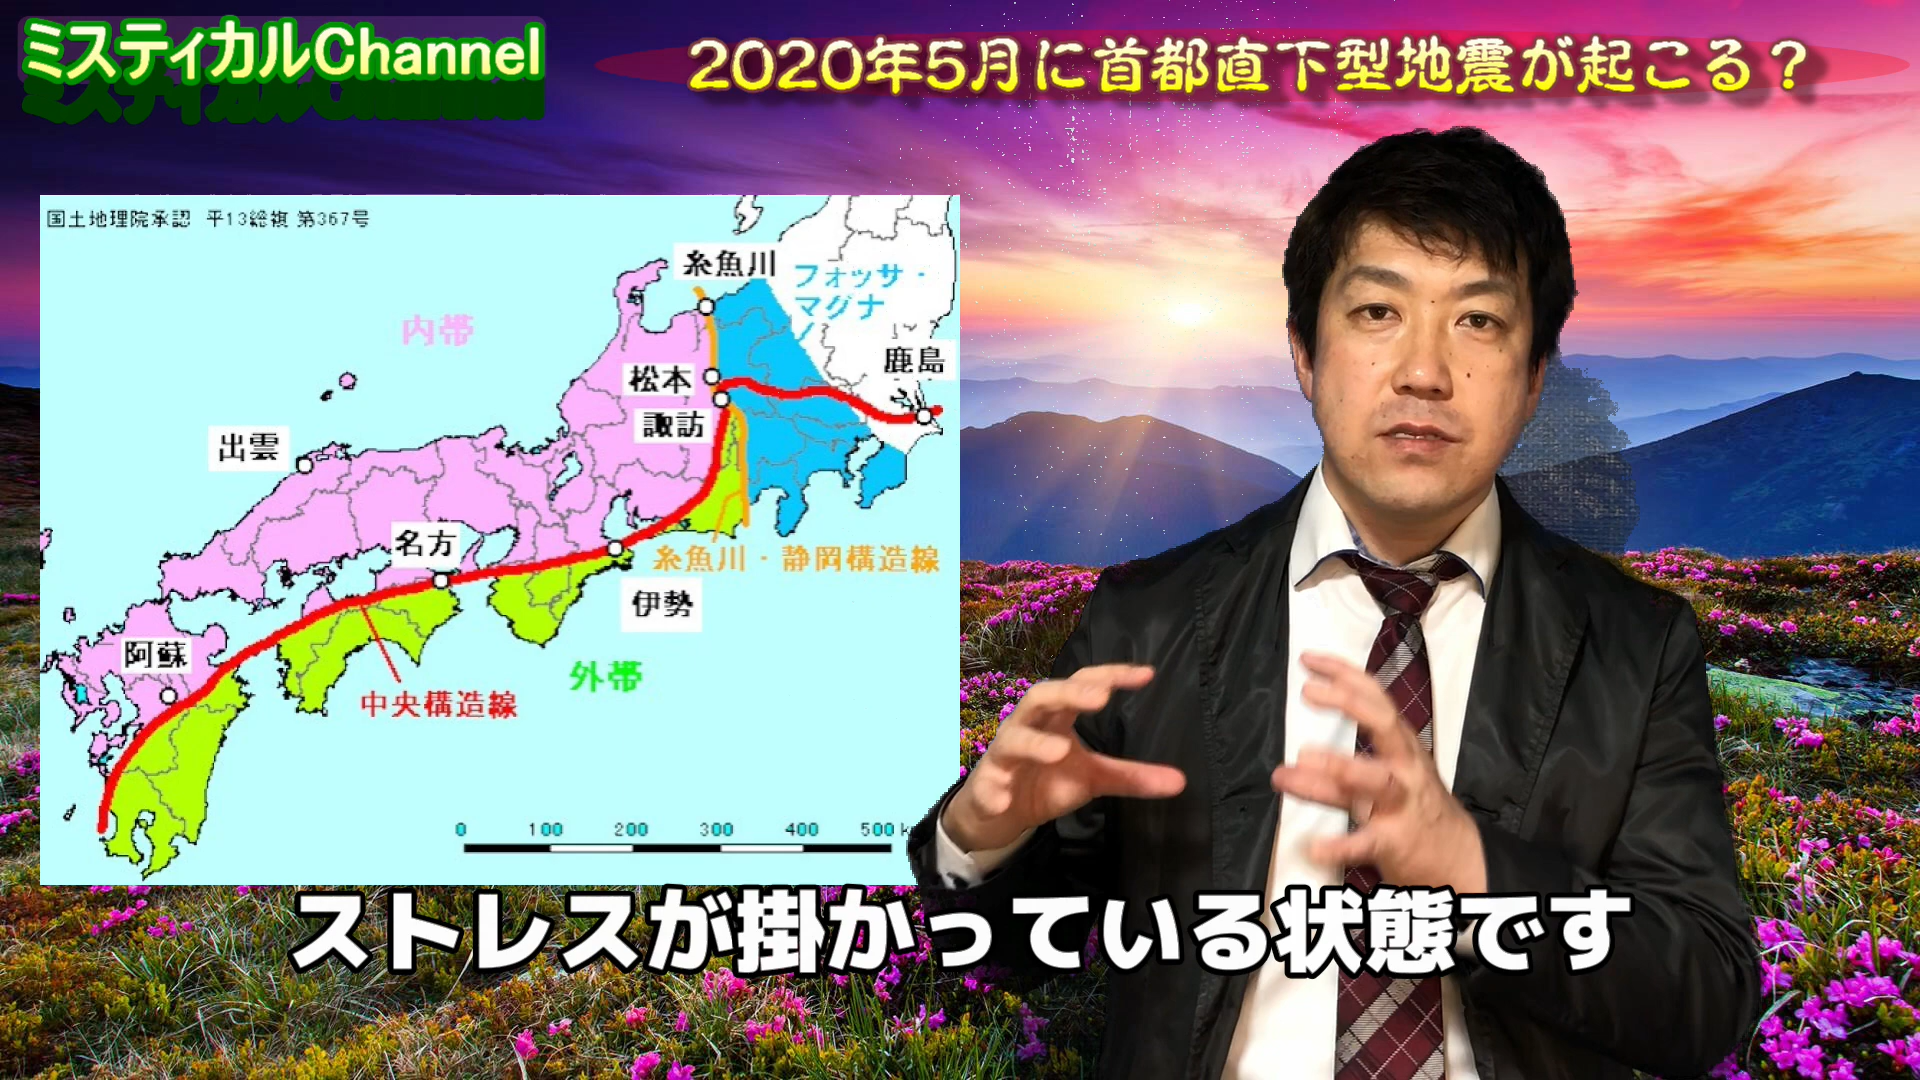 ミスティカルChannel
2020年5月に首都直下型地震が起こる？
国土地理院承認 平13総複 第367号
糸魚川
フォッサ・
マグナ
内帯
鹿島
松本
諏訪
出雲
名方
糸魚川・静岡構造線
伊勢
阿蘇
外帯
中央構造線
0 100 200 300 400 500 k
ストレスが掛かっている状態です